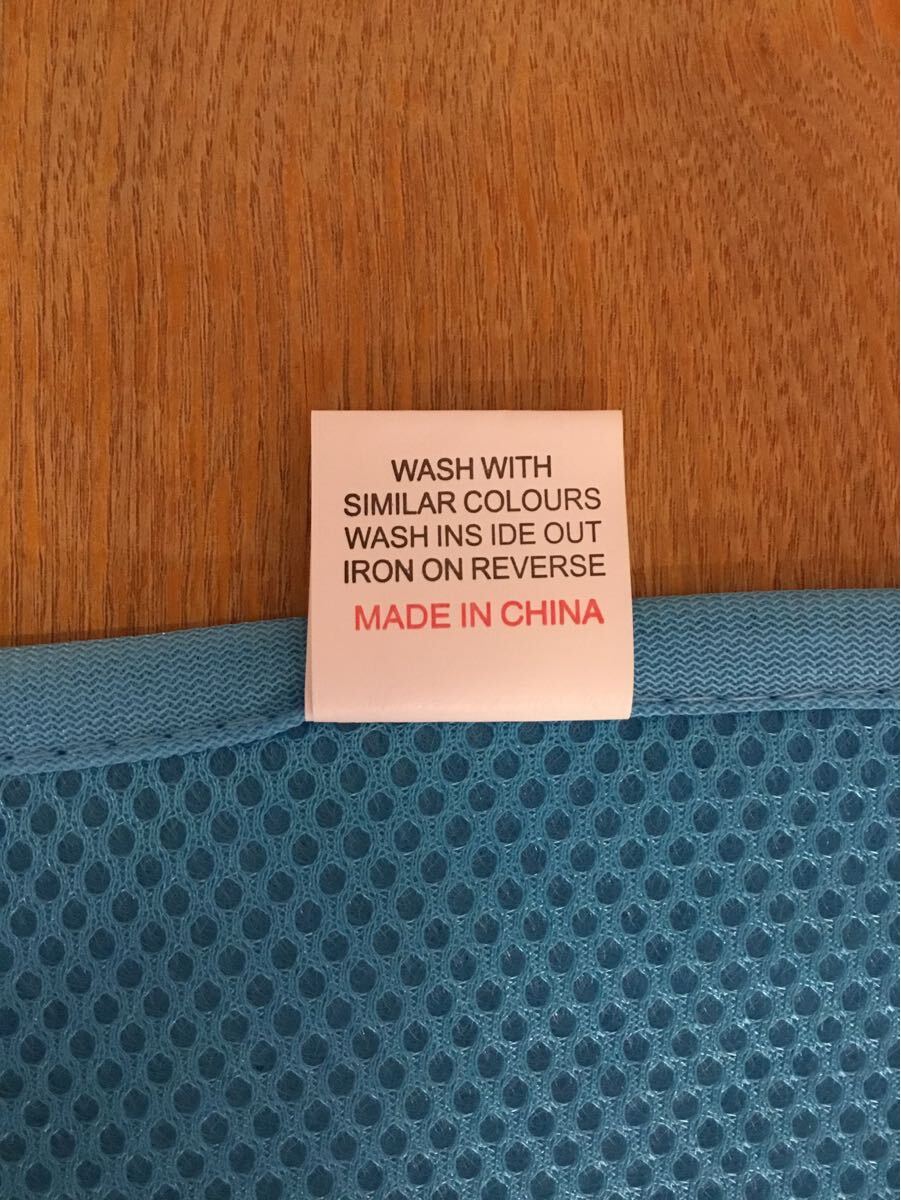 WASH WITH
SIMILAR COLOURS
WASH INS IDE OUT
IRON ON REVERSE
MADE IN CHINA